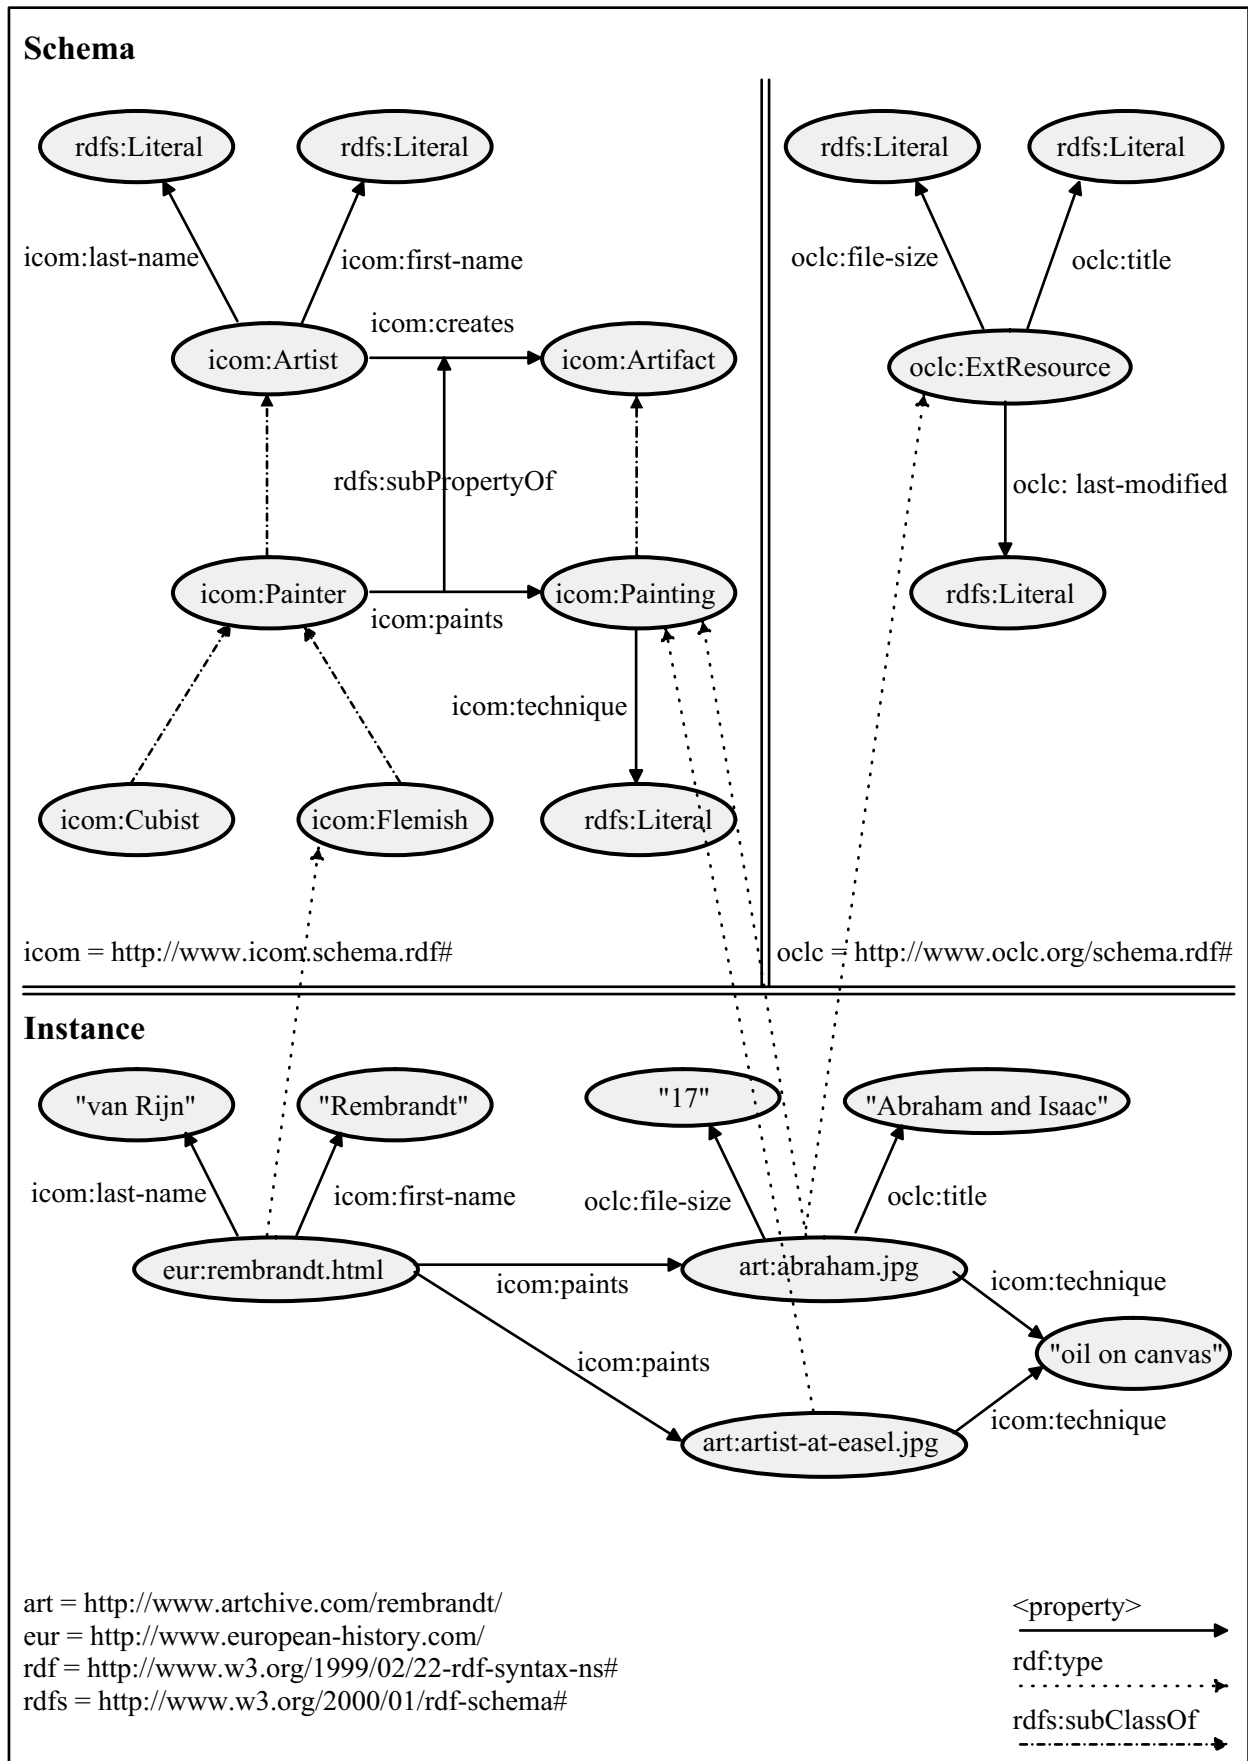 Schema
rdfs:Literal
rdfs:Literal
rdfs:Literal
rdfs:Literal
icom:last-name
icom:first-name
oclc:file-size
oclc:title
icom:creates
icom:Artist
icom:Artifact
oclc:ExtResource
rdfs:subPropertyOf
oclc: last-modified
icom:Painter
icom:Painting
rdfs:Literal
icom:paints
icom:technique
icom:Cubist
icom:Flemish
rdfs:Literal
icom = http://www.icom.schema.rdf#
oclc = http://www.oclc.org/schema.rdf#
Instance
"van Rijn"
"Rembrandt"
"17"
"Abraham and Isaac"
icom:last-name
icom:first-name
oclc:file-size
oclc:title
eur:rembrandt.html
art:abraham.jpg
icom:paints
icom:technique
icom:paints
"oil on canvas"
icom:technique
art:artist-at-easel.jpg
art = http://www.artchive.com/rembrandt/
eur = http://www.european-history.com/
rdf = http://www.w3.org/1999/02/22-rdf-syntax-ns#
rdfs = http://www.w3.org/2000/01/rdf-schema#
<property>
rdf:type
rdfs:subClassOf